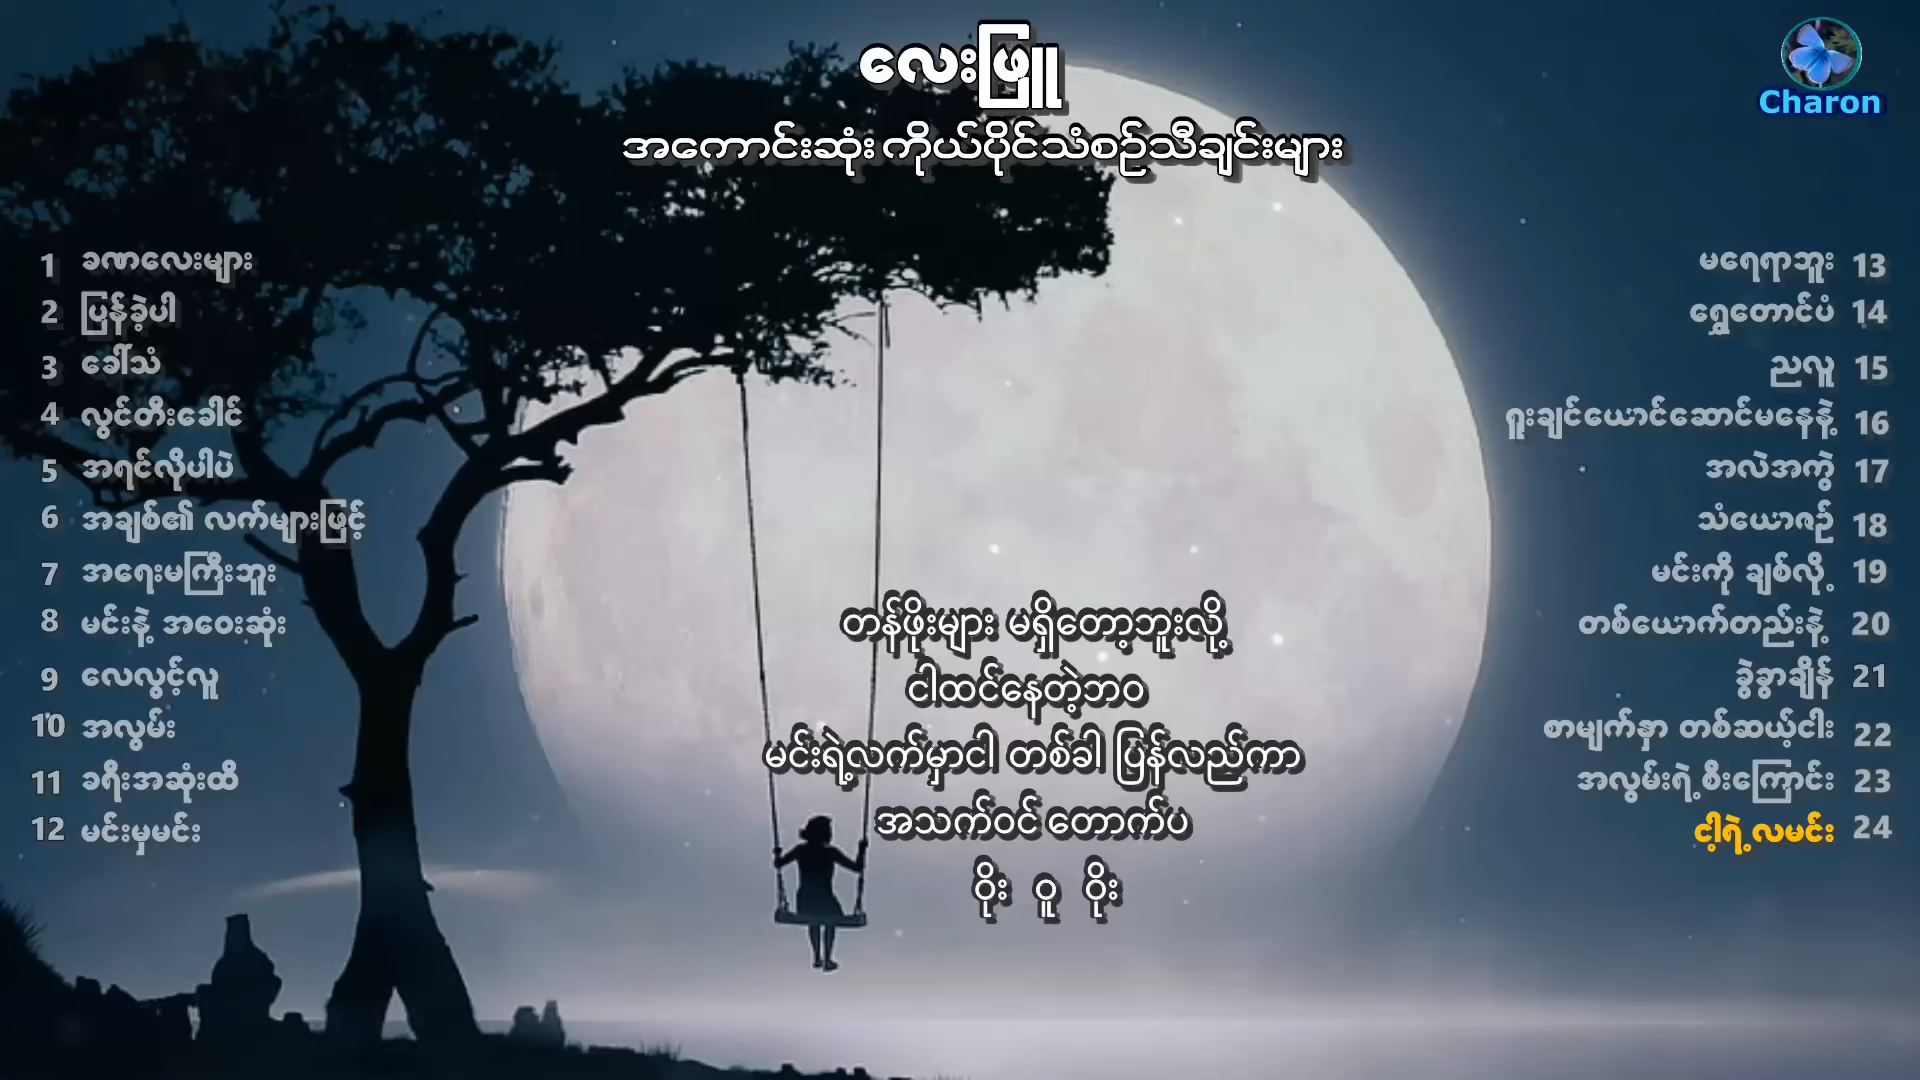 လေးဖြူ
အကောင်းဆုံး ကိုယ်ပိုင်သံစဉ်သီချင်းများ
Charon
1 ခဏလေးများ
2 ပြန်ခဲ့ပါ
3 ခေါ်သံ
4 လွင်တီးခေါင်
5 အရင်လိုပါပဲ
6 အချစ်၏ လက်များဖြင့်
7 အရေးမကြီးဘူး
8 မင်းနဲ့ အဝေးဆုံး
9 လေလွင့်လူ
10 အလွမ်း
11 ခရီးအဆုံးထိ
12 မင်းမှမင်း
မရေရာဘူး 13
ရွှေတောင်ပံ 14
ညလူ 15
ရူးချင်ယောင်ဆောင်မနေနဲ့ 16
အလဲအကွဲ 17
သံယောဇဉ် 18
မင်းကို ချစ်လို့ 19
တစ်ယောက်တည်းနဲ့ 20
ခွဲခွာချိန် 21
စာမျက်နှာ တစ်ဆယ့်ငါး 22
အလွမ်းရဲ့စီးကြောင်း 23
ငါ့ရဲ့လမင်း 24
တန်ဖိုးများ မရှိတော့ဘူးလို့
ငါထင်နေတဲ့ဘဝ
မင်းရဲ့လက်မှာငါ တစ်ခါ ပြန်လည်ကာ
အသက်ဝင် တောက်ပ
ဝိုး ဝူ ဝိုး